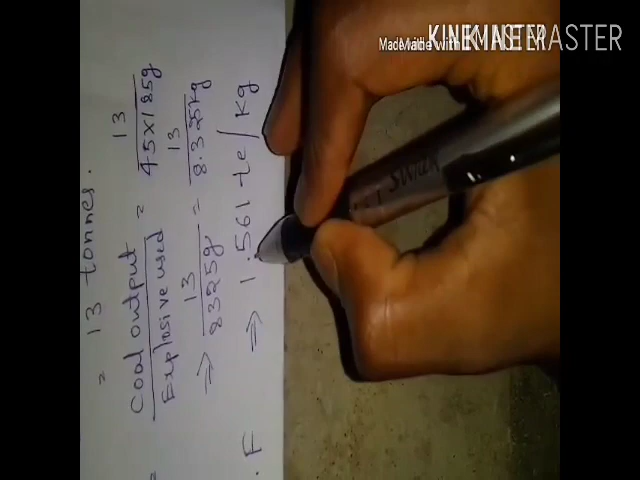 = 13 tonnes.
= Coal output / Explosive used = 13 / 45×185g
⇒ 13 / 8325g = 13 / 8.325kg
.F ⇒ 1.561 te/kg
SWISS
Made with KINEMASTER